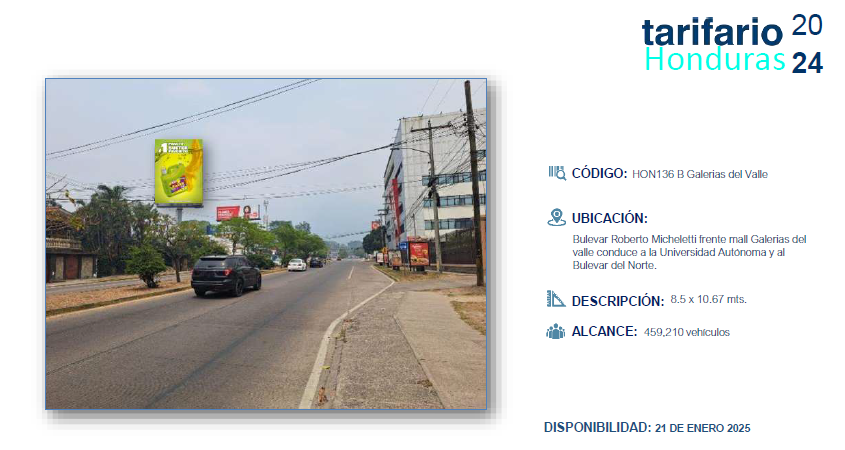 tarifario 20
Honduras 24
CÓDIGO: HON136 B Galerías del Valle
UBICACIÓN:
Bulevar Roberto Micheletti frente mall Galerías del
valle conduce a la Universidad Autónoma y al
Bulevar del Norte.
DESCRIPCIÓN: 8.5 x 10.67 mts.
ALCANCE: 459,210 vehículos
DISPONIBILIDAD: 21 DE ENERO 2025